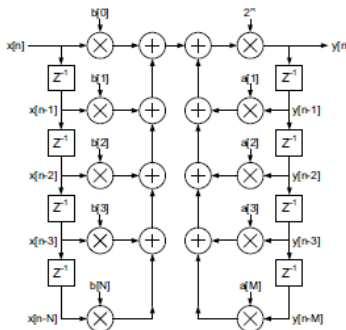 b[0] 2^m
x[n] y[n]
Z⁻¹ b[1] a[1] Z⁻¹
x[n-1] y[n-1]
Z⁻¹ b[2] a[2] Z⁻¹
x[n-2] y[n-2]
Z⁻¹ b[3] a[3] Z⁻¹
x[n-3] y[n-3]
Z⁻¹ b[N] a[M] Z⁻¹
x[n-N] y[n-M]